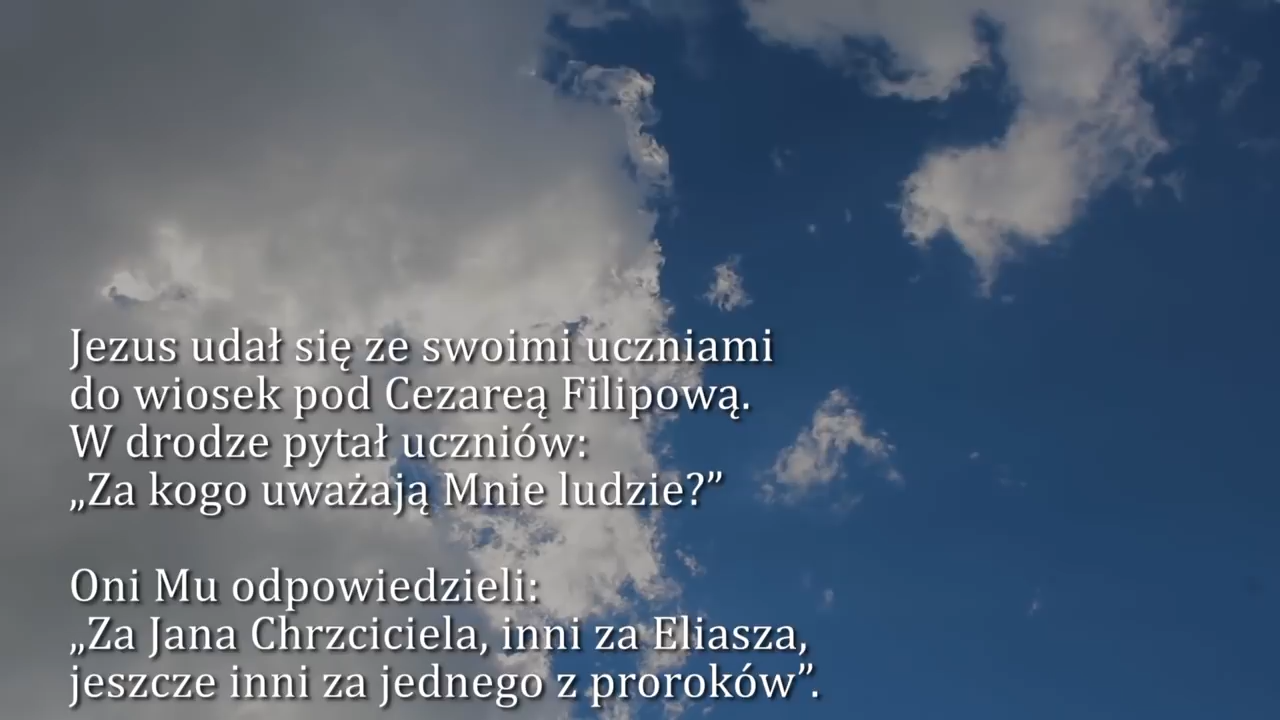 Jezus udał się ze swoimi uczniami
do wiosek pod Cezareą Filipową.
W drodze pytał uczniów:
„Za kogo uważają Mnie ludzie?”
Oni Mu odpowiedzieli:
„Za Jana Chrzciciela, inni za Eliasza,
jeszcze inni za jednego z proroków”.